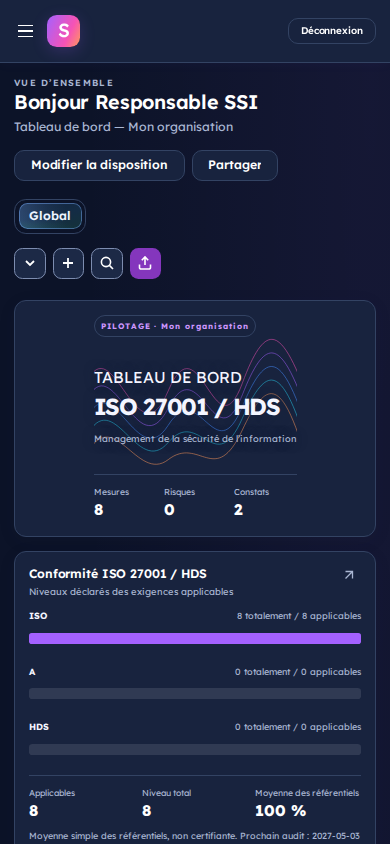 S
Déconnexion
VUE D'ENSEMBLE
Bonjour Responsable SSI
Tableau de bord — Mon organisation
Modifier la disposition
Partager
Global
PILOTAGE · Mon organisation
TABLEAU DE BORD
ISO 27001 / HDS
Management de la sécurité de l'information
Mesures Risques Constats
8 0 2
Conformité ISO 27001 / HDS
Niveaux déclarés des exigences applicables
ISO 8 totalement / 8 applicables
A 0 totalement / 0 applicables
HDS 0 totalement / 0 applicables
Applicables Niveau total Moyenne des référentiels
8 8 100 %
Moyenne simple des référentiels, non certifiante. Prochain audit : 2027-05-03